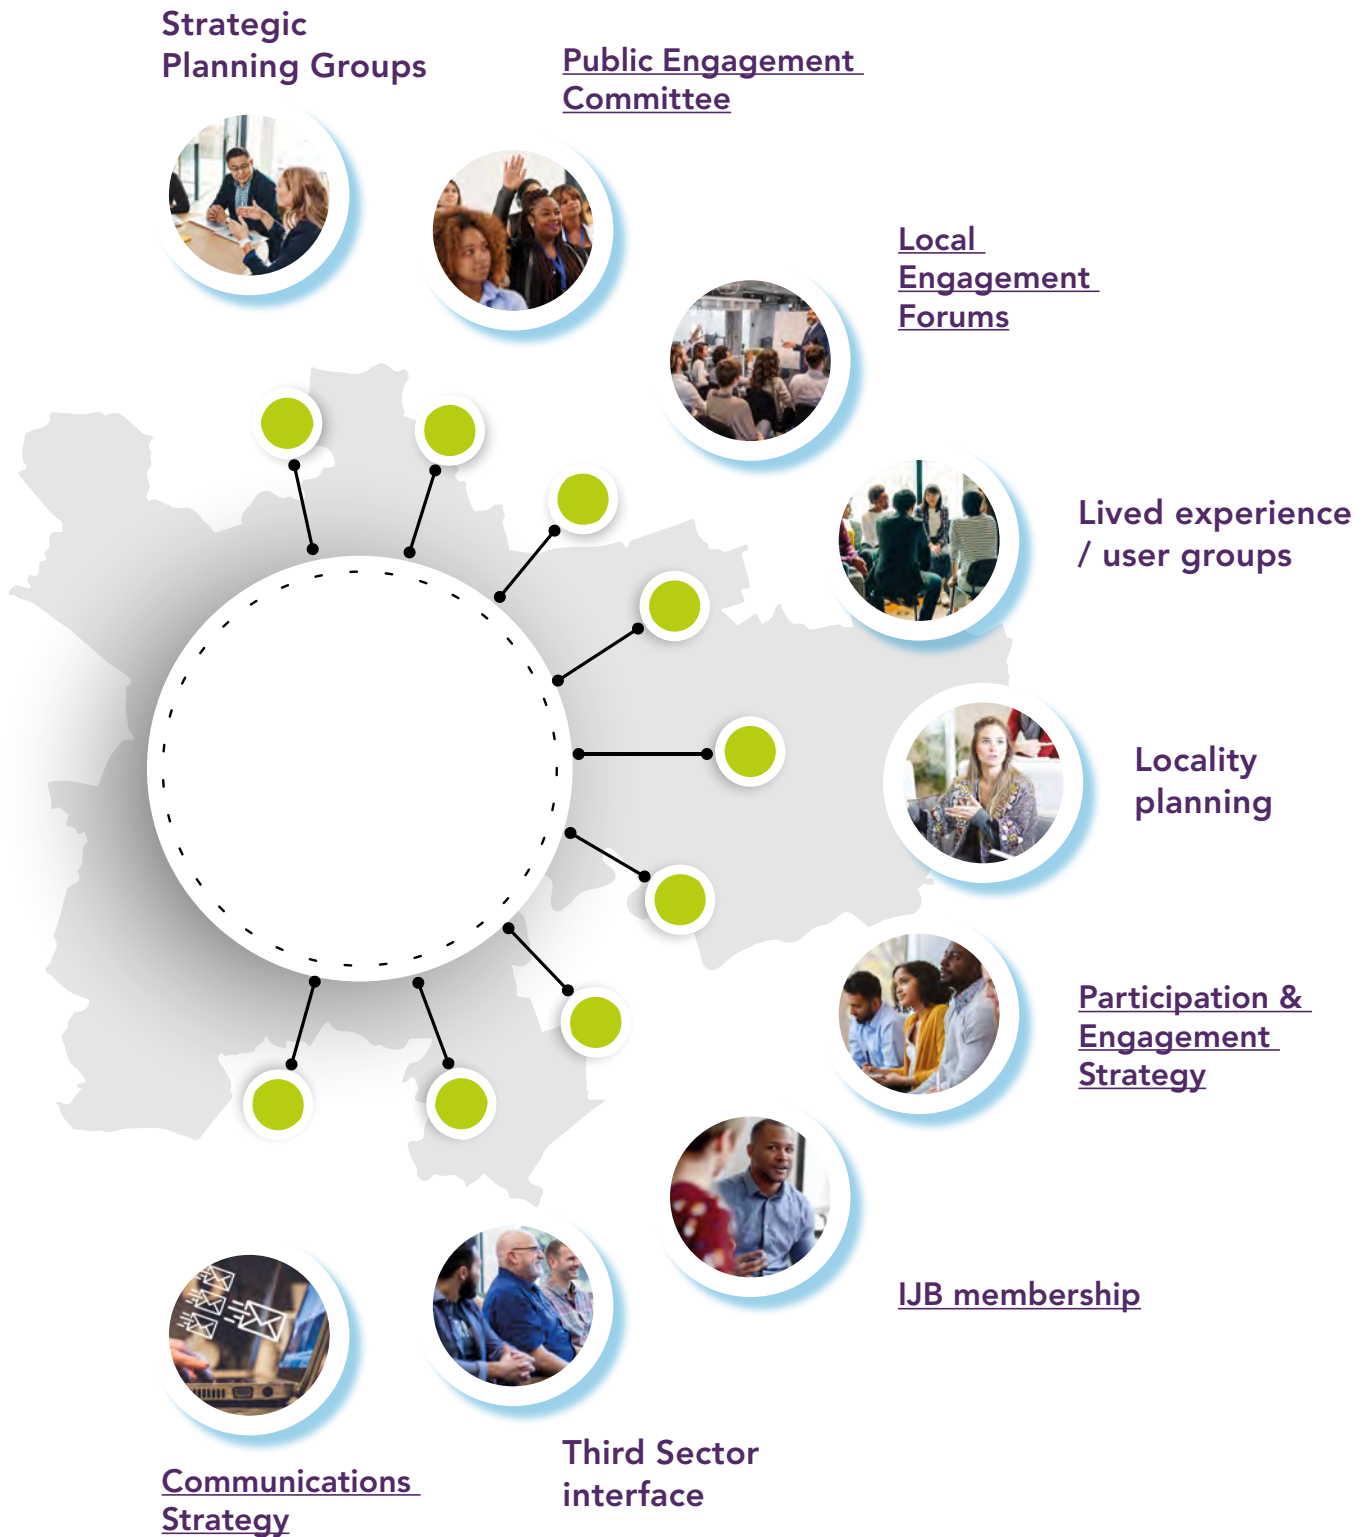 Strategic
Planning Groups
Public Engagement
Committee
Local
Engagement
Forums
Lived experience
/ user groups
Locality
planning
Participation &
Engagement
Strategy
IJB membership
Third Sector
interface
Communications
Strategy